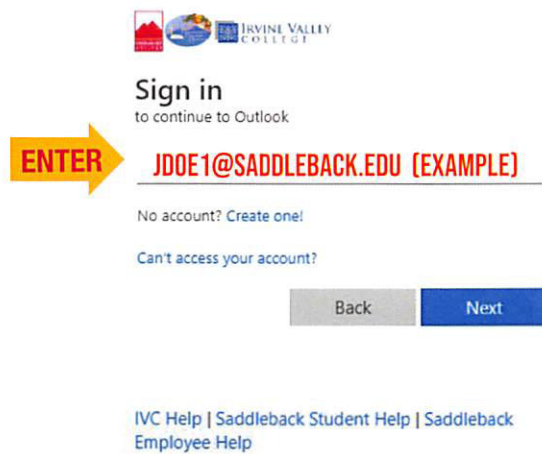 IRVINE VALLEY
COLLEGE
Sign in
to continue to Outlook
ENTER
JDOE1@SADDLEBACK.EDU (EXAMPLE)
No account? Create one!
Can't access your account?
Back
Next
IVC Help | Saddleback Student Help | Saddleback
Employee Help